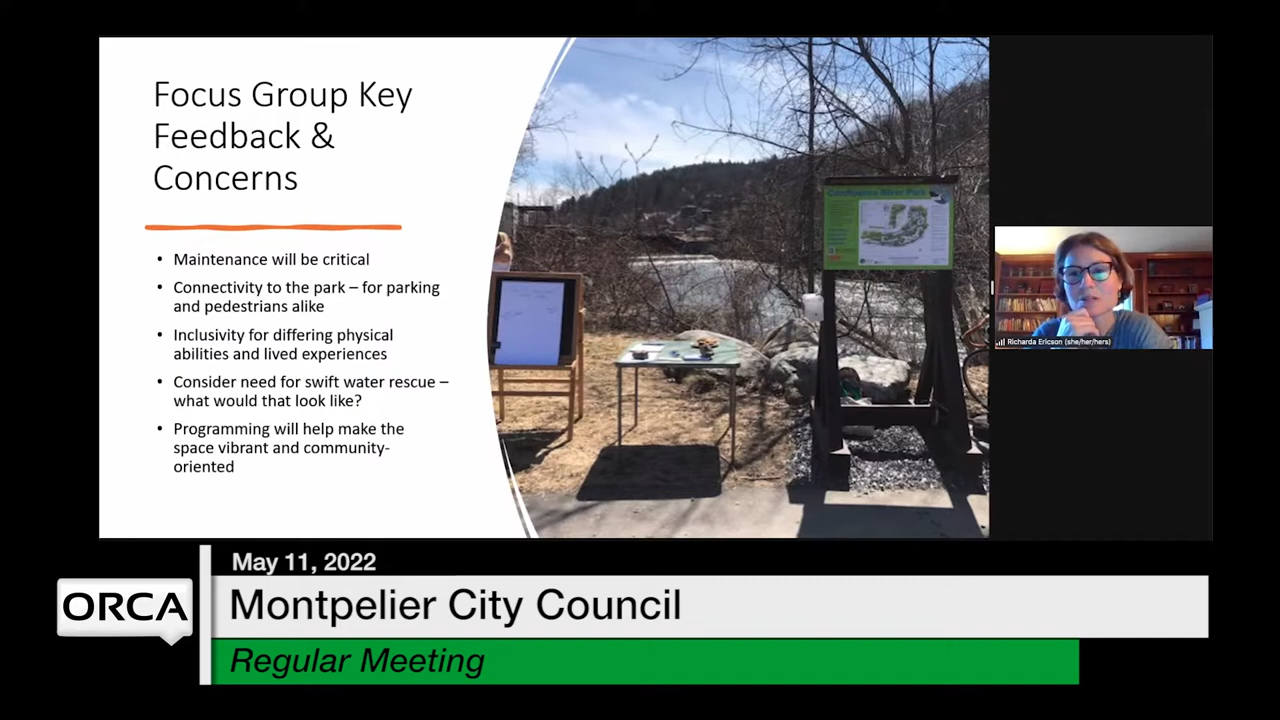 Focus Group Key
Feedback &
Concerns
• Maintenance will be critical
• Connectivity to the park – for parking
and pedestrians alike
• Inclusivity for differing physical
abilities and lived experiences
• Consider need for swift water rescue –
what would that look like?
• Programming will help make the
space vibrant and community-
oriented
Confluence River Park
Richarda Ericson (she/her/hers)
May 11, 2022
ORCA
Montpelier City Council
Regular Meeting